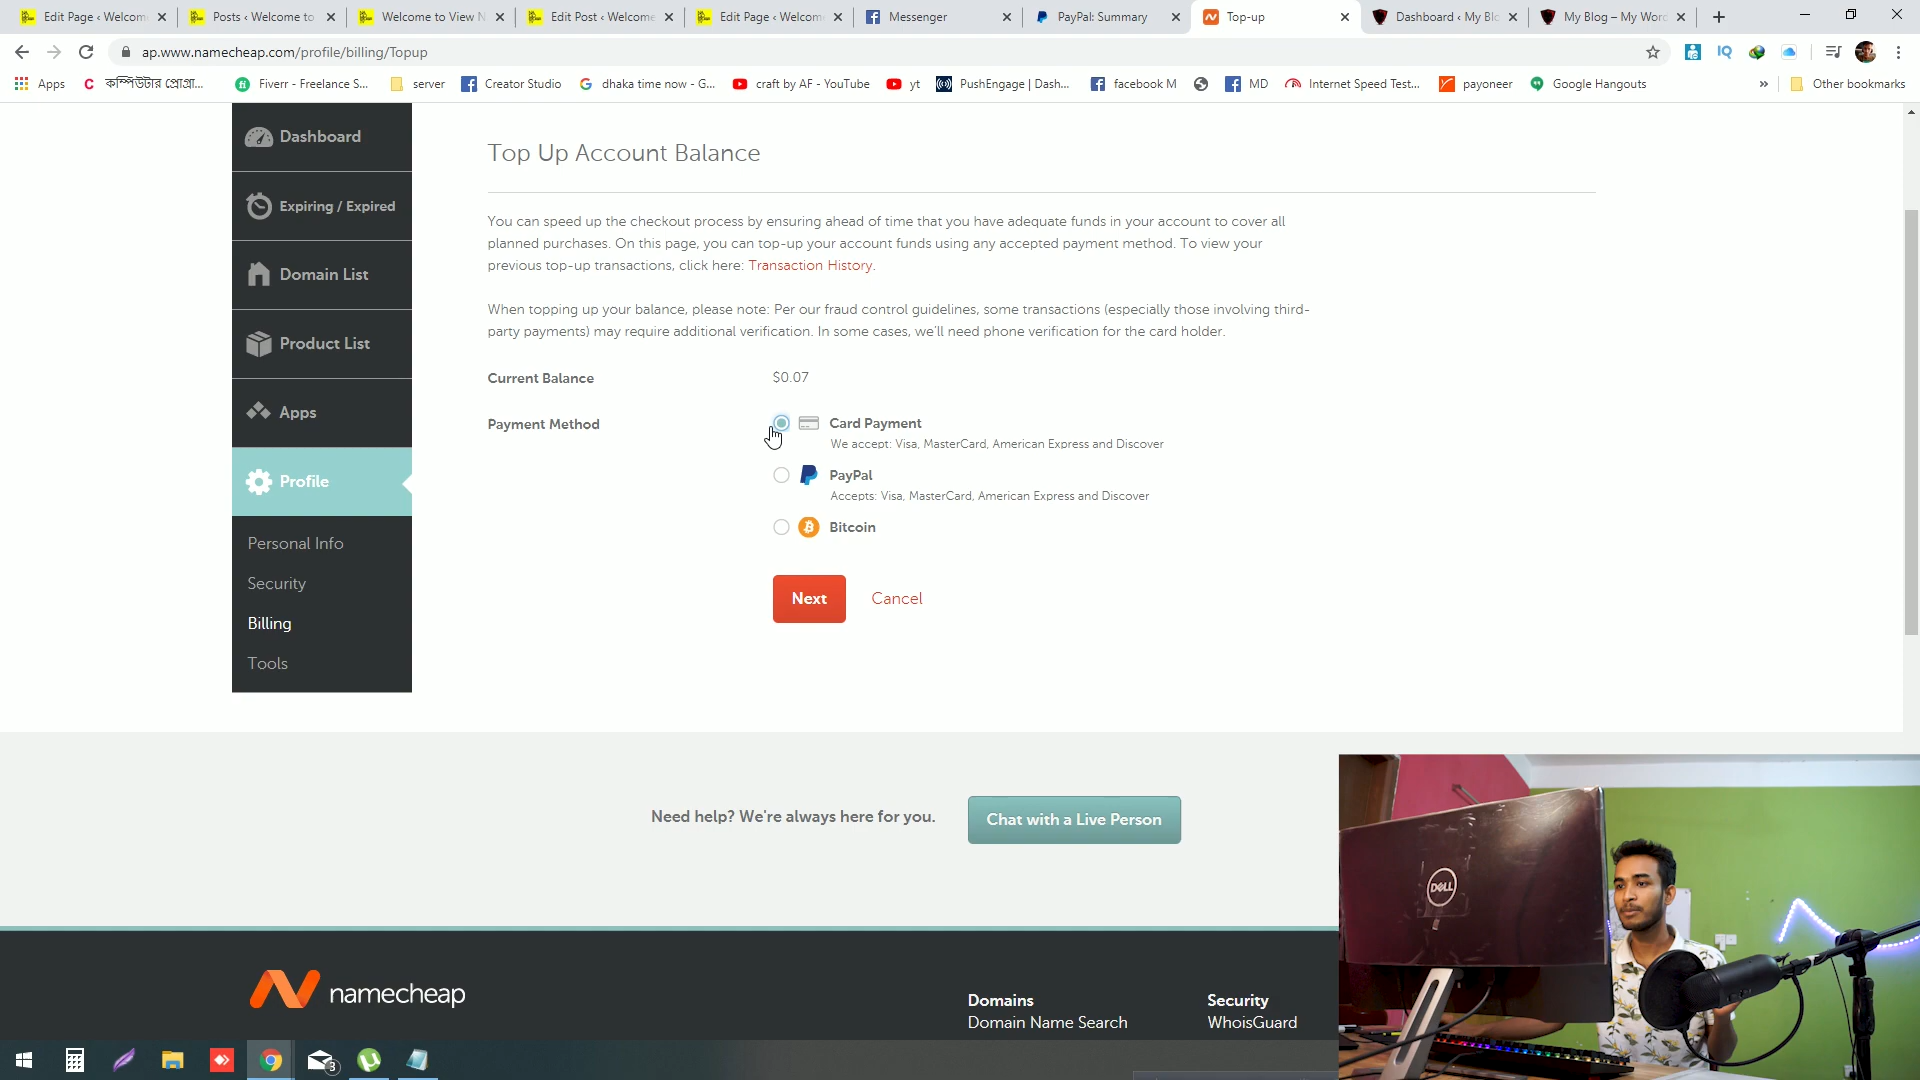 Edit Page ‹ Welcom
Posts ‹ Welcome to
Welcome to View N
Edit Post ‹ Welcome
Edit Page ‹ Welcom
Messenger
PayPal: Summary
Top-up
Dashboard ‹ My Blo
My Blog – My Word
ap.www.namecheap.com/profile/billing/Topup
IQ
Apps
কম্পিউটার প্রোগ্রা...
Fiverr - Freelance S...
server
Creator Studio
dhaka time now - G...
craft by AF - YouTube
yt
PushEngage | Dash...
facebook M
MD
Internet Speed Test...
payoneer
Google Hangouts
»
Other bookmarks
Dashboard
Expiring / Expired
Domain List
Product List
Apps
Profile
Personal Info
Security
Billing
Tools
Top Up Account Balance
You can speed up the checkout process by ensuring ahead of time that you have adequate funds in your account to cover all
planned purchases. On this page, you can top-up your account funds using any accepted payment method. To view your
previous top-up transactions, click here: Transaction History.
When topping up your balance, please note: Per our fraud control guidelines, some transactions (especially those involving third-
party payments) may require additional verification. In some cases, we'll need phone verification for the card holder.
Current Balance
$0.07
Payment Method
Card Payment
We accept: Visa, MasterCard, American Express and Discover
PayPal
Accepts: Visa, MasterCard, American Express and Discover
Bitcoin
Next
Cancel
Need help? We're always here for you.
Chat with a Live Person
namecheap
Domains
Domain Name Search
Security
WhoisGuard
DELL
3